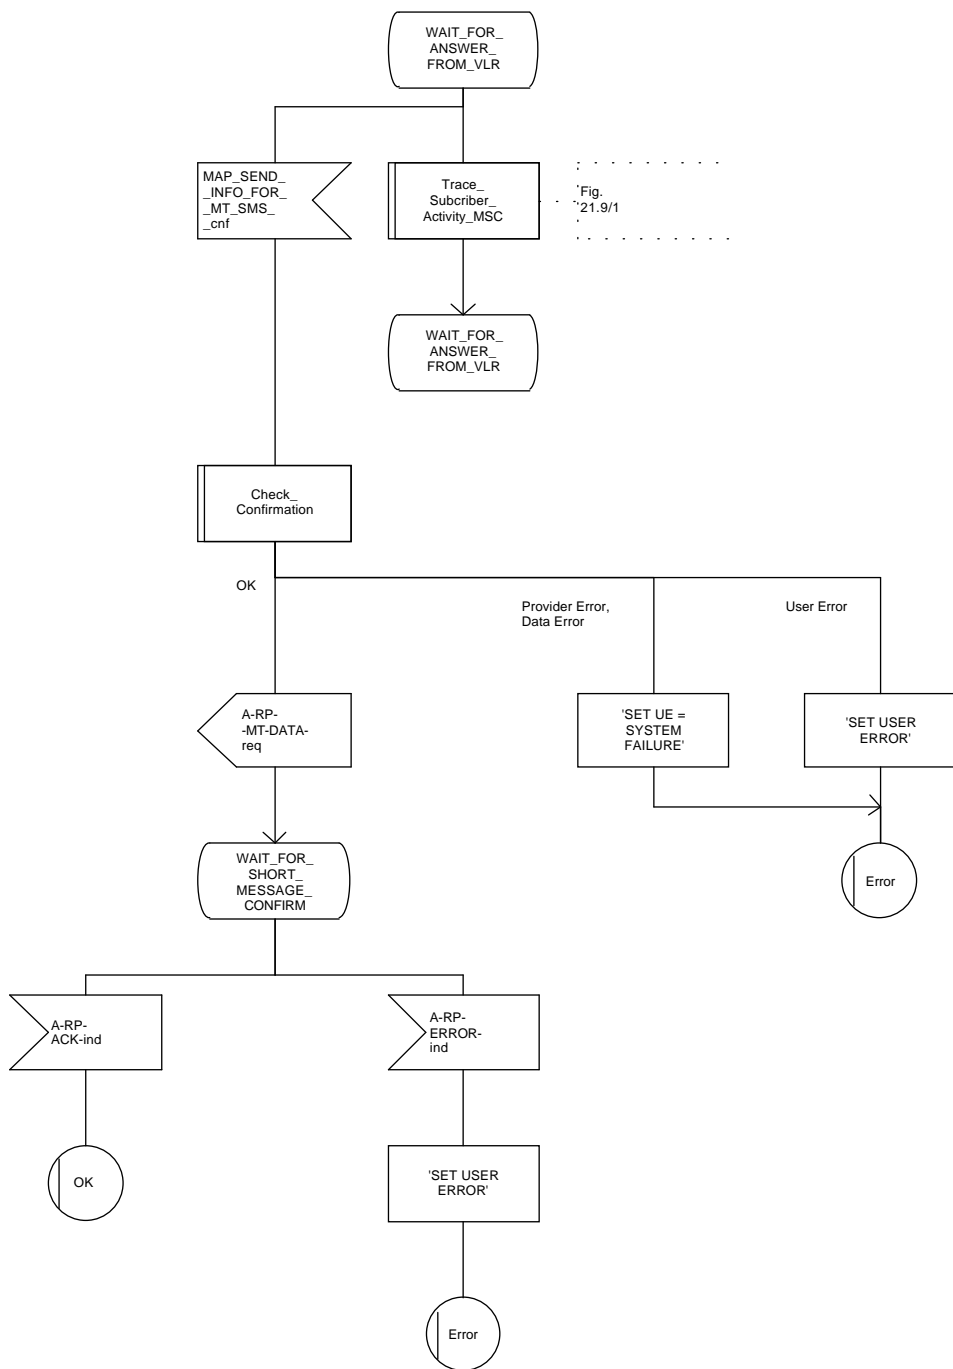 WAIT_FOR_
ANSWER_
FROM_VLR
MAP_SEND_
_INFO_FOR_
_MT_SMS_
_cnf
Trace_
Subcriber_
Activity_MSC
Fig.
21.9/1
WAIT_FOR_
ANSWER_
FROM_VLR
Check_
Confirmation
OK
Provider Error,
Data Error
User Error
A-RP-
-MT-DATA-
req
'SET UE =
SYSTEM
FAILURE'
'SET USER
ERROR'
WAIT_FOR_
SHORT_
MESSAGE_
CONFIRM
Error
A-RP-
ACK-ind
A-RP-
ERROR-
ind
OK
'SET USER
ERROR'
Error